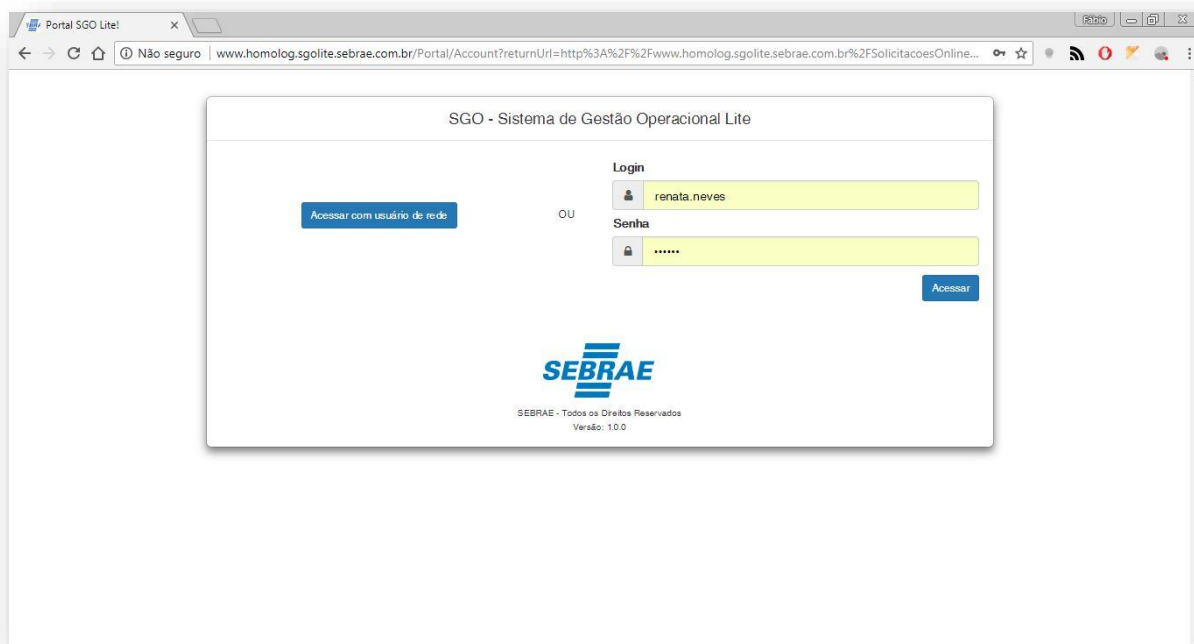 Portal SGO Lite!
Fábio
Não seguro | www.homolog.sgolite.sebrae.com.br/Portal/Account?returnUrl=http%3A%2F%2Fwww.homolog.sgolite.sebrae.com.br%2FSolicitacoesOnline...
SGO - Sistema de Gestão Operacional Lite
Acessar com usuário de rede
OU
Login
renata.neves
Senha
••••••
Acessar
SEBRAE
SEBRAE - Todos os Direitos Reservados
Versão: 1.0.0